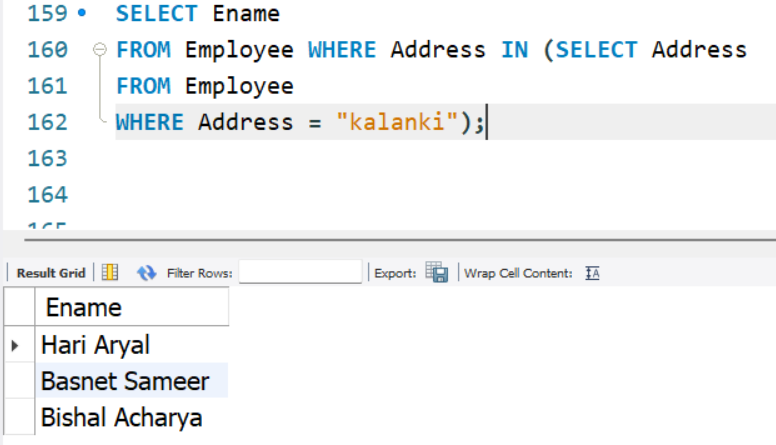 159 SELECT Ename
160 FROM Employee WHERE Address IN (SELECT Address
161 FROM Employee
162 WHERE Address = "kalanki");
163
164
Result Grid Filter Rows: Export: Wrap Cell Content: IA
Ename
Hari Aryal
Basnet Sameer
Bishal Acharya